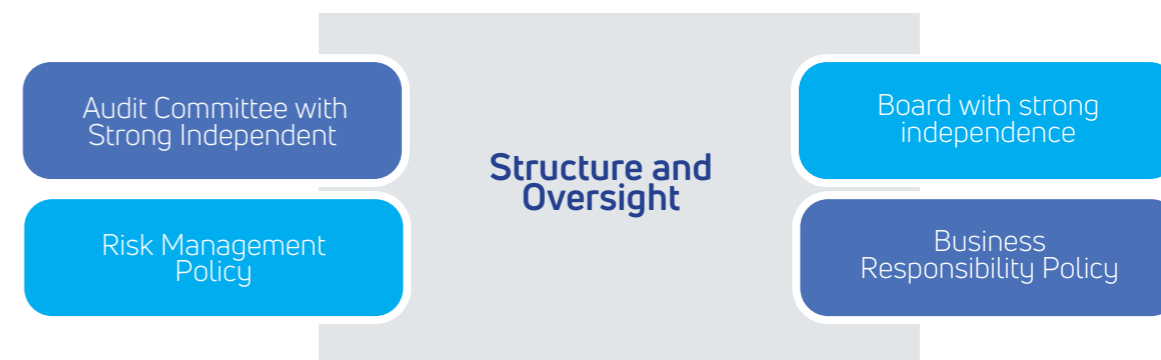 Audit Committee with
Strong Independent
Risk Management
Policy
Structure and
Oversight
Board with strong
independence
Business
Responsibility Policy